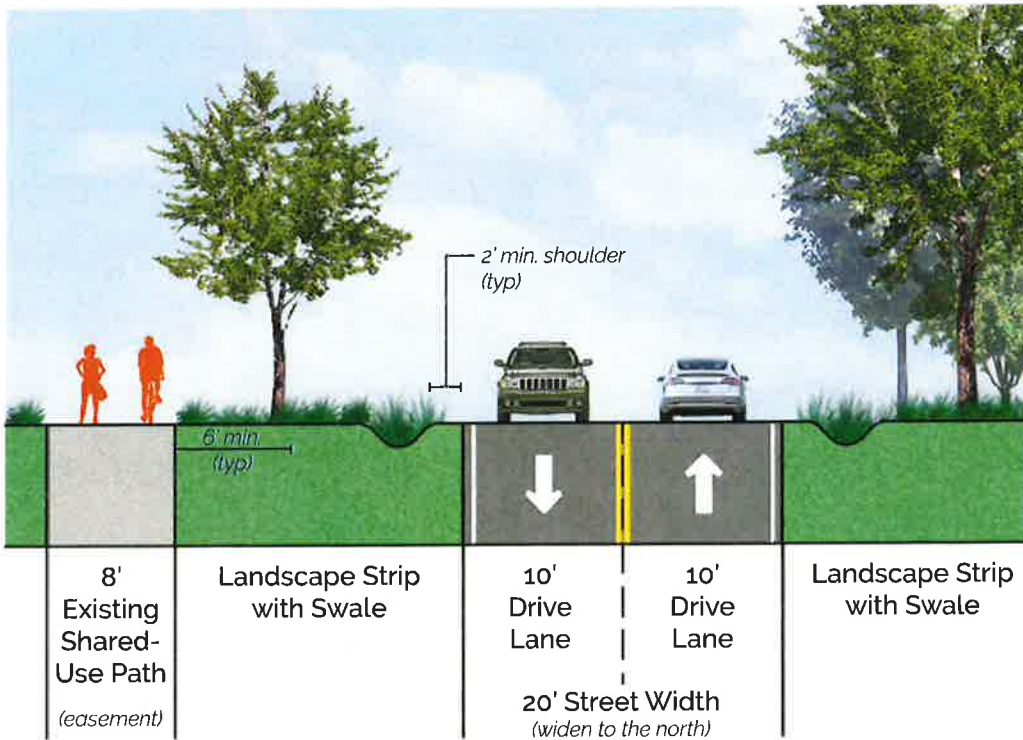 2' min. shoulder
(typ)
6' min.
(typ)
8'
Existing
Shared-
Use Path
(easement)
Landscape Strip
with Swale
10'
Drive
Lane
10'
Drive
Lane
20' Street Width
(widen to the north)
Landscape Strip
with Swale